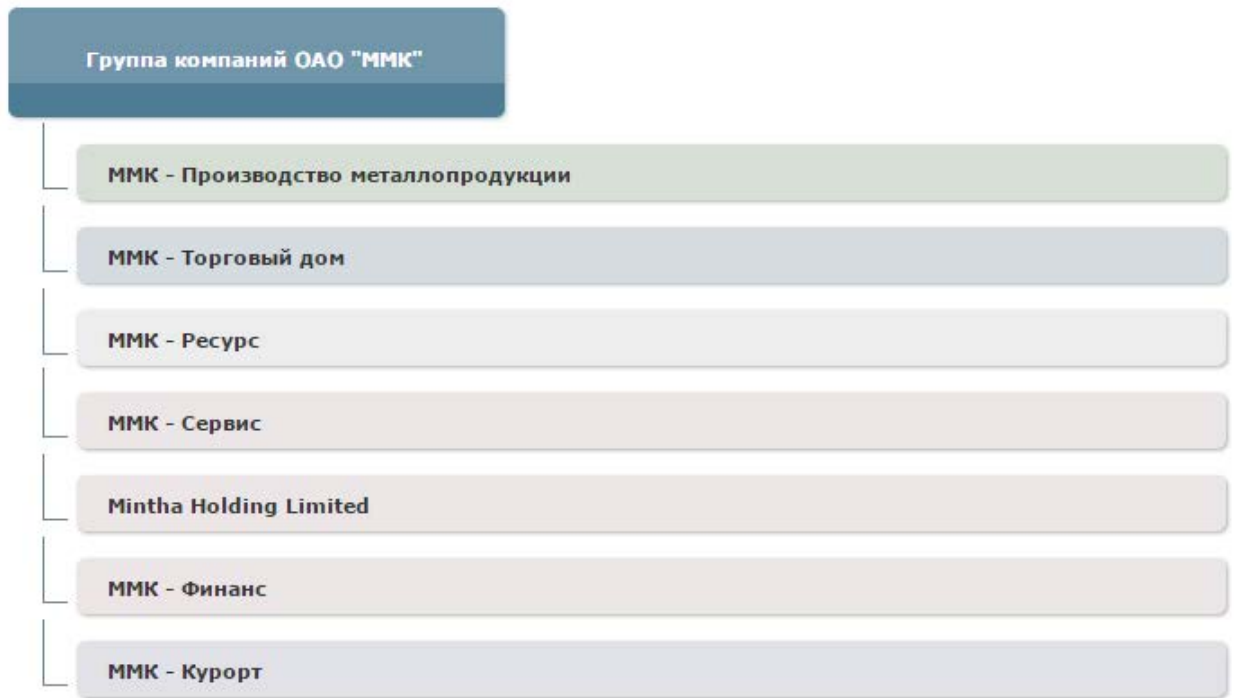 Группа компаний ОАО "ММК"
ММК - Производство металлопродукции
ММК - Торговый дом
ММК - Ресурс
ММК - Сервис
Mintha Holding Limited
ММК - Финанс
ММК - Курорт